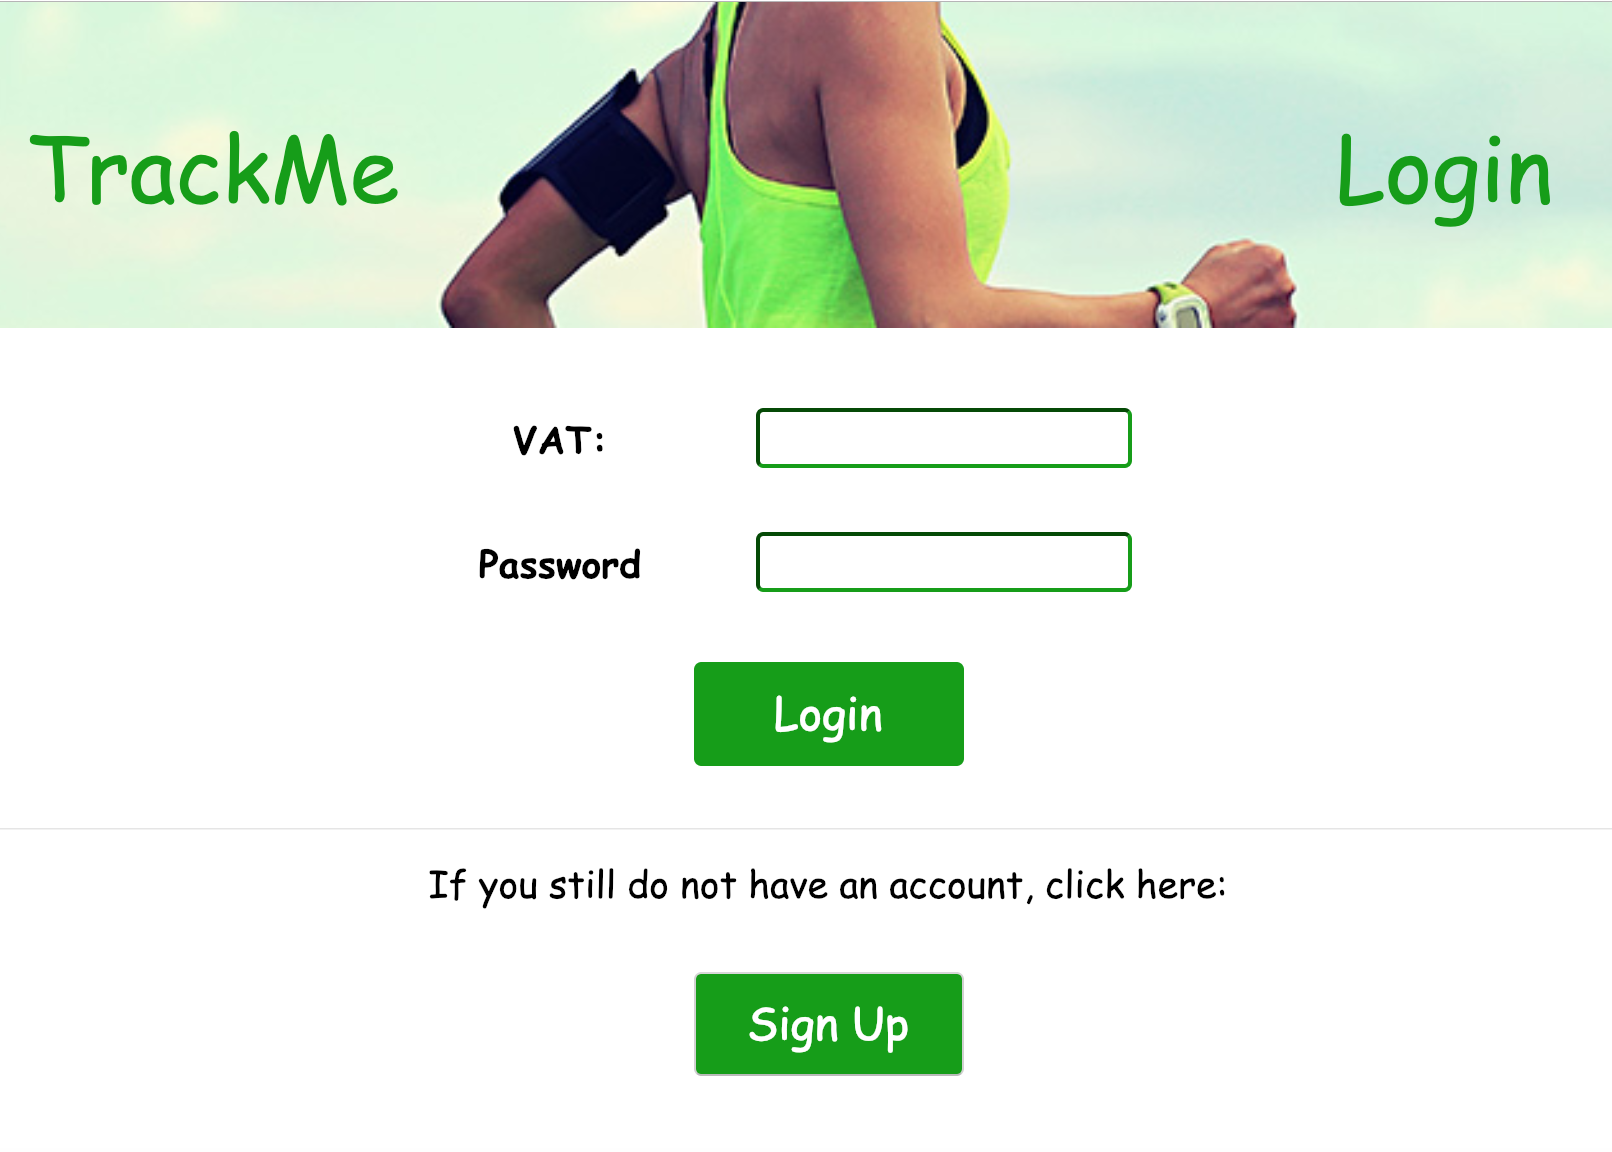 TrackMe
Login
VAT:
Password
Login
If you still do not have an account, click here:
Sign Up